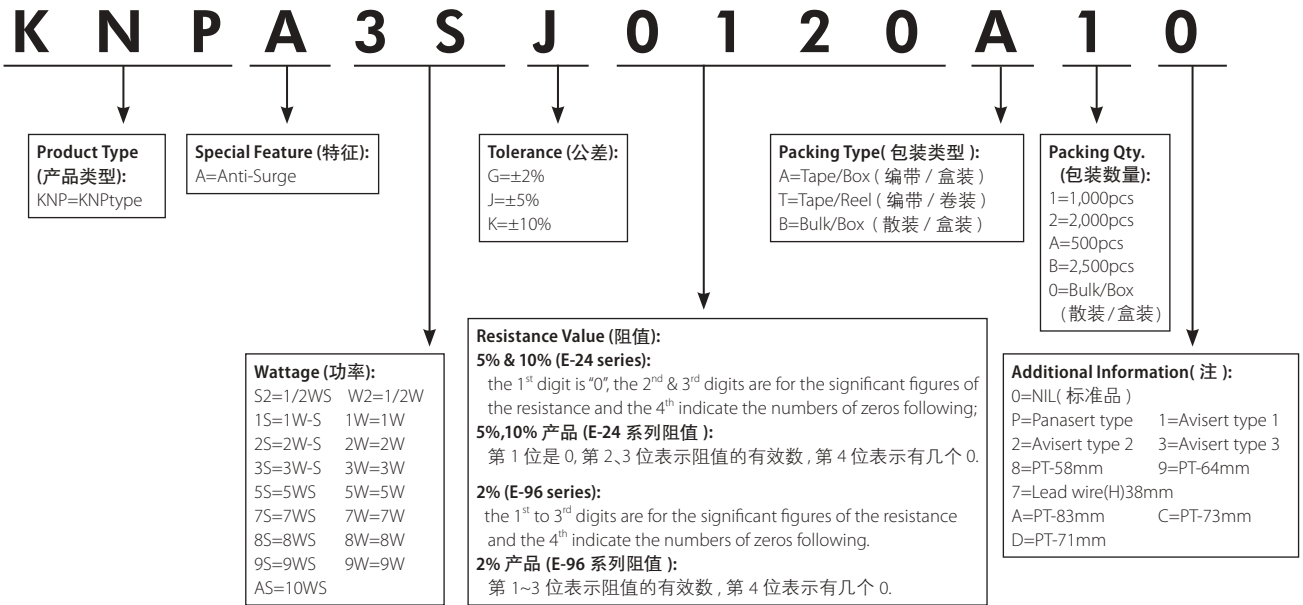 K N P A 3 S J 0 1 2 0 A 1 0
Product Type
(产品类型):
KNP=KNPtype
Special Feature (特征):
A=Anti-Surge
Tolerance (公差):
G=±2%
J=±5%
K=±10%
Packing Type( 包装类型 ):
A=Tape/Box ( 编带 / 盒装 )
T=Tape/Reel ( 编带 / 卷装 )
B=Bulk/Box ( 散装 / 盒装 )
Packing Qty.
(包装数量):
1=1,000pcs
2=2,000pcs
A=500pcs
B=2,500pcs
0=Bulk/Box
(散装 / 盒装)
Wattage (功率):
S2=1/2WS W2=1/2W
1S=1W-S 1W=1W
2S=2W-S 2W=2W
3S=3W-S 3W=3W
5S=5WS 5W=5W
7S=7WS 7W=7W
8S=8WS 8W=8W
9S=9WS 9W=9W
AS=10WS
Resistance Value (阻值):
5% & 10% (E-24 series):
the 1st digit is "0", the 2nd & 3rd digits are for the significant figures of
the resistance and the 4th indicate the numbers of zeros following;
5%,10% 产品 (E-24 系列阻值 ):
第 1 位是 0, 第 2、3 位表示阻值的有效数 , 第 4 位表示有几个 0.
2% (E-96 series):
the 1st to 3rd digits are for the significant figures of the resistance
and the 4th indicate the numbers of zeros following.
2% 产品 (E-96 系列阻值 ):
第 1~3 位表示阻值的有效数 , 第 4 位表示有几个 0.
Additional Information( 注 ):
0=NIL( 标准品 )
P=Panasert type 1=Avisert type 1
2=Avisert type 2 3=Avisert type 3
8=PT-58mm 9=PT-64mm
7=Lead wire(H)38mm
A=PT-83mm C=PT-73mm
D=PT-71mm